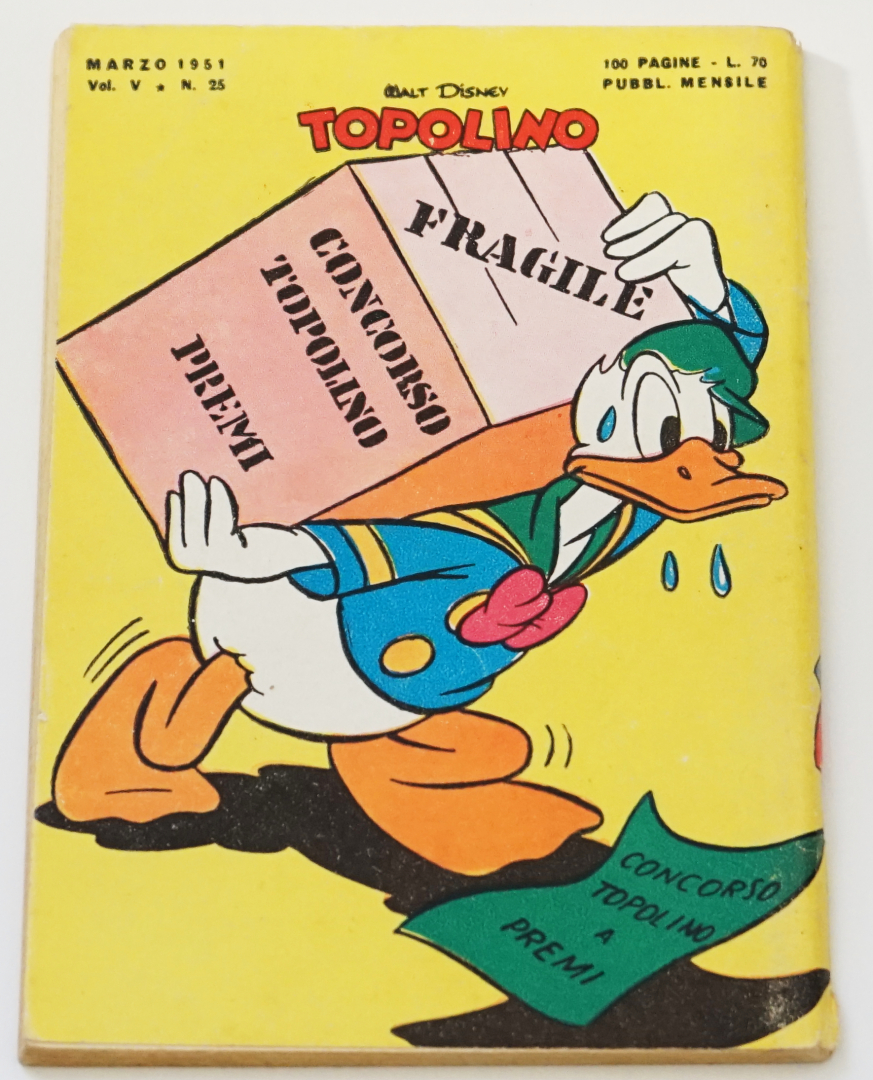 MARZO 1951
Vol. V ★ N. 25
100 PAGINE - L. 70
PUBBL. MENSILE
WALT DISNEY
TOPOLINO
FRAGILE
CONCORSO
TOPOLINO
PREMI
CONCORSO
TOPOLINO
A
PREMI